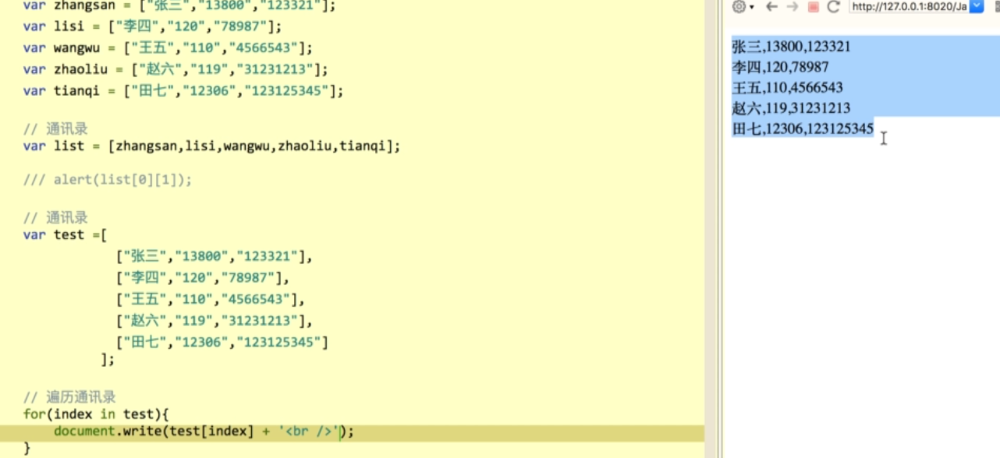 var zhangsan = ["张三","13800","123321"];
var lisi = ["李四","120","78987"];
var wangwu = ["王五","110","4566543"];
var zhaoliu = ["赵六","119","31231213"];
var tianqi = ["田七","12306","123125345"];
// 通讯录
var list = [zhangsan,lisi,wangwu,zhaoliu,tianqi];
/// alert(list[0][1]);
// 通讯录
var test =[
["张三","13800","123321"],
["李四","120","78987"],
["王五","110","4566543"],
["赵六","119","31231213"],
["田七","12306","123125345"]
];
// 遍历通讯录
for(index in test){
document.write(test[index] + '<br />');
}
http://127.0.0.1:8020/Ja
张三,13800,123321
李四,120,78987
王五,110,4566543
赵六,119,31231213
田七,12306,123125345